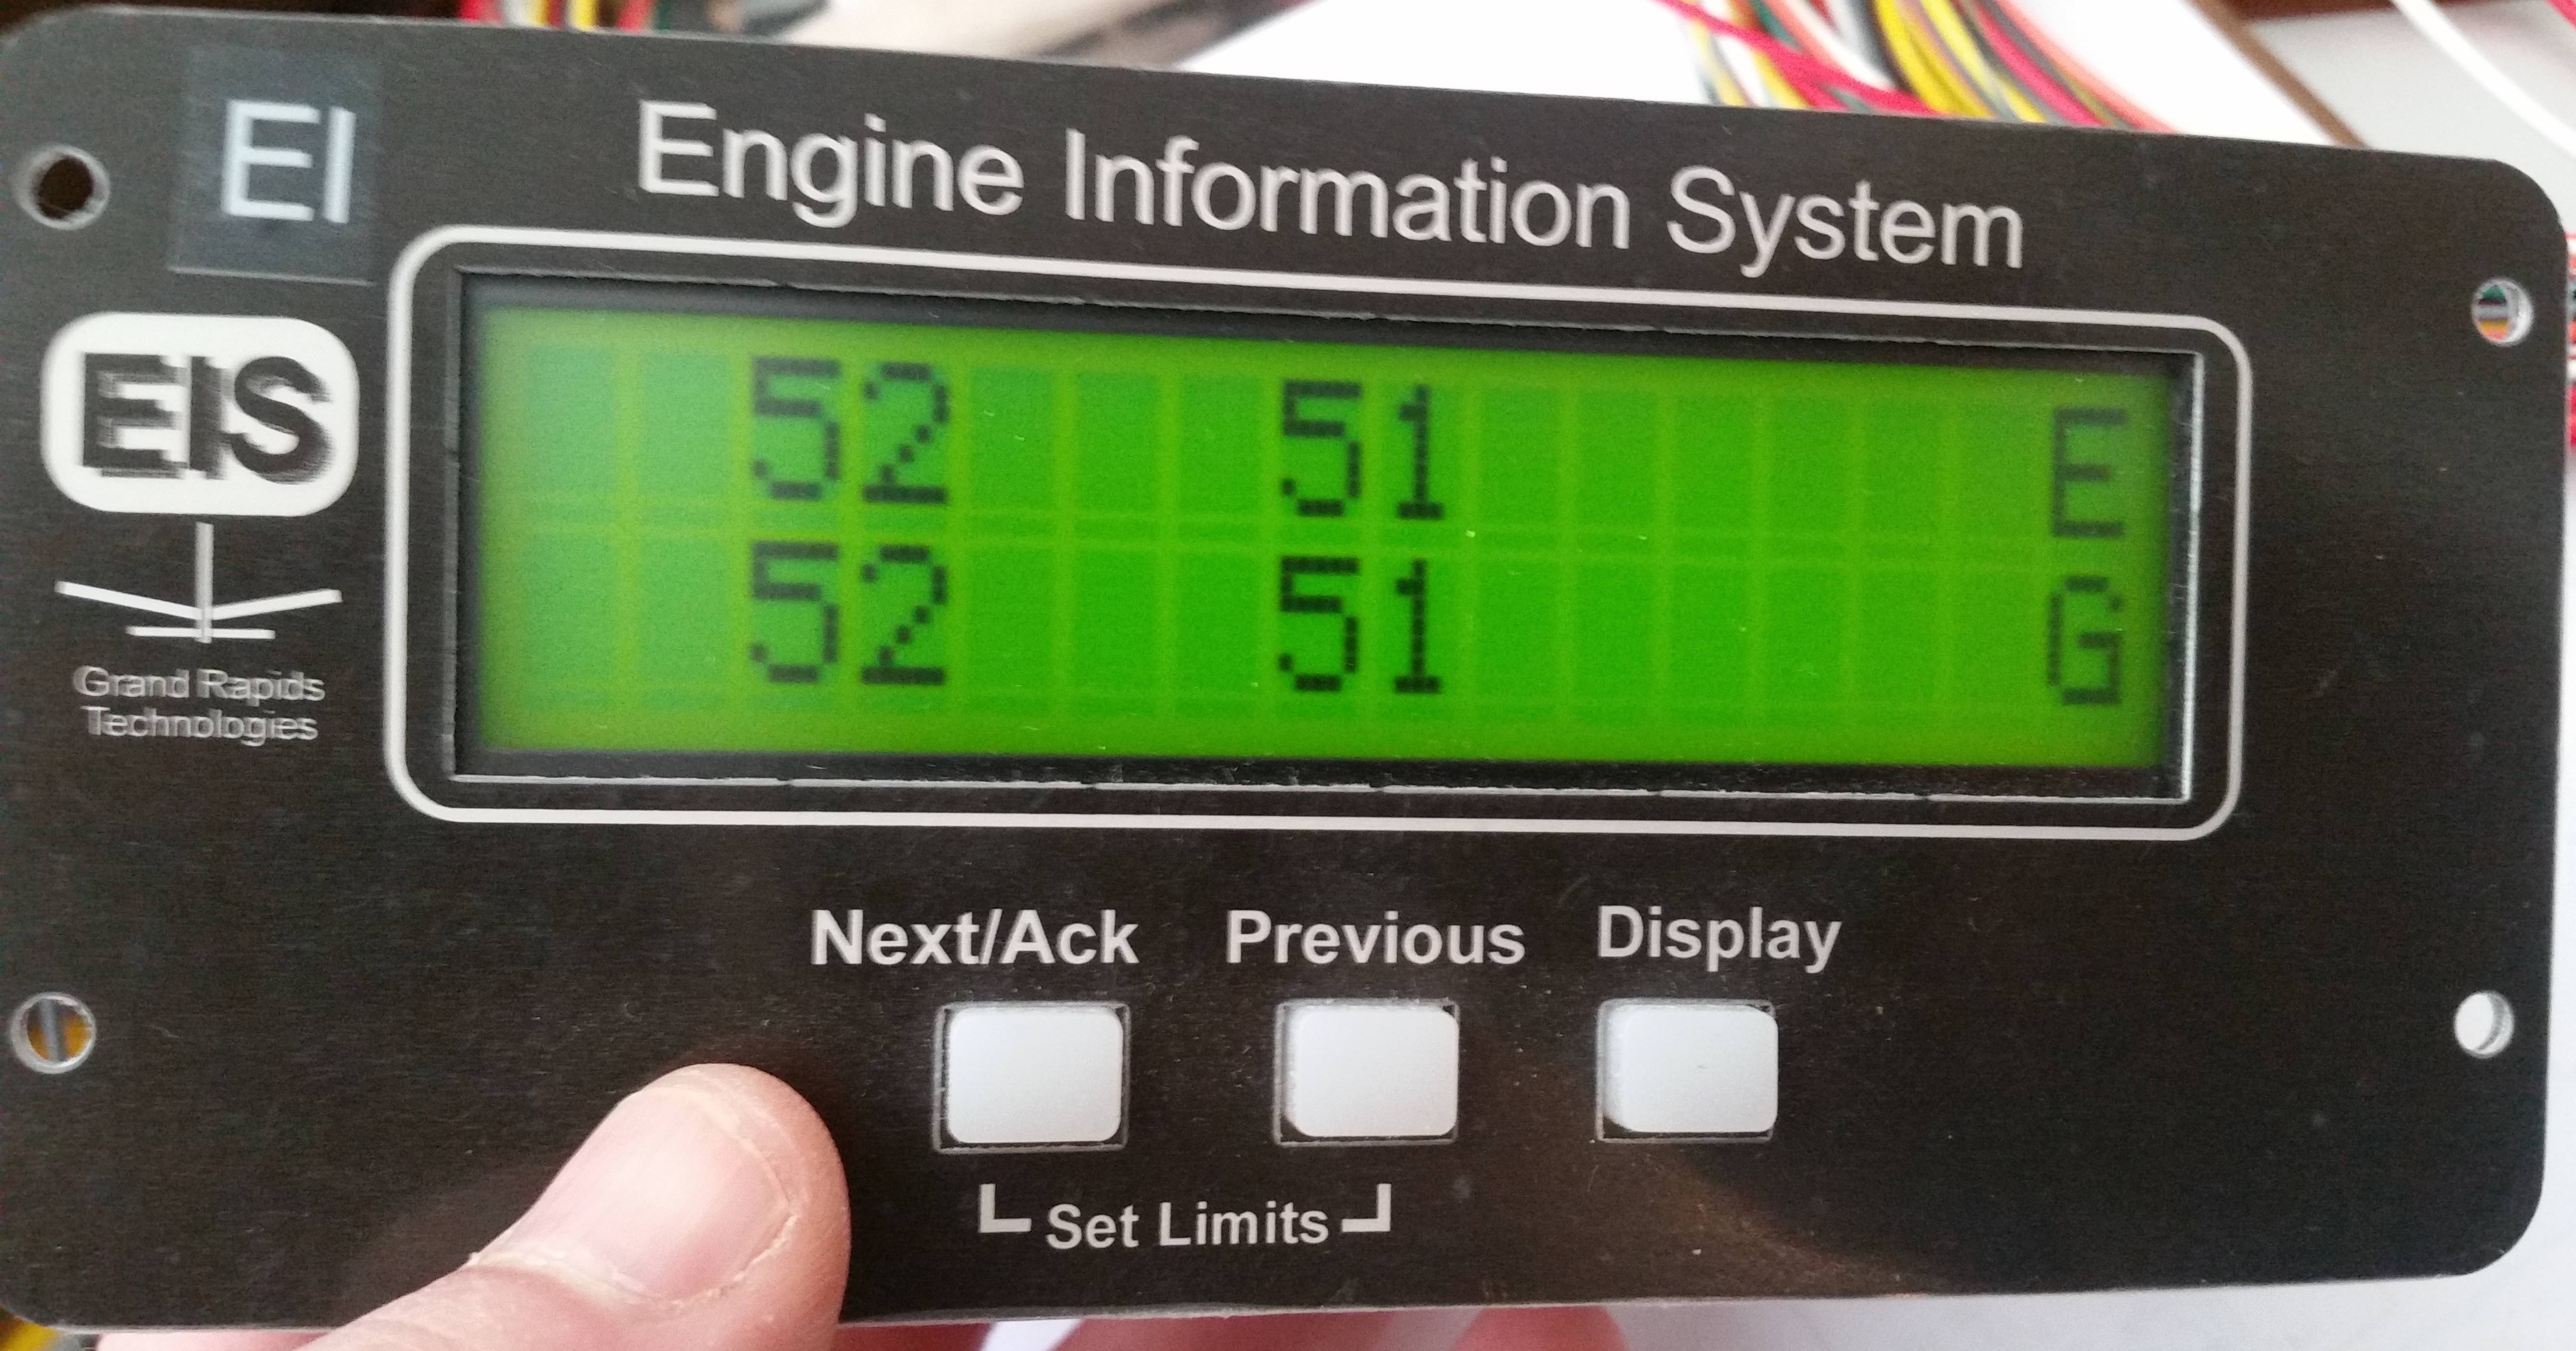 EI
Engine Information System
EIS
Grand Rapids
Technologies
52 51 E
52 51 G
Next/Ack Previous Display
Set Limits